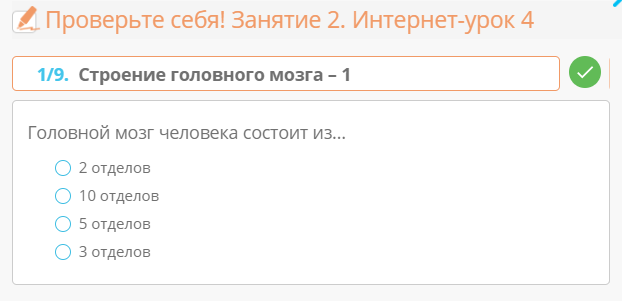 Проверьте себя! Занятие 2. Интернет-урок 4
1/9. Строение головного мозга – 1
Головной мозг человека состоит из...
2 отделов
10 отделов
5 отделов
3 отделов